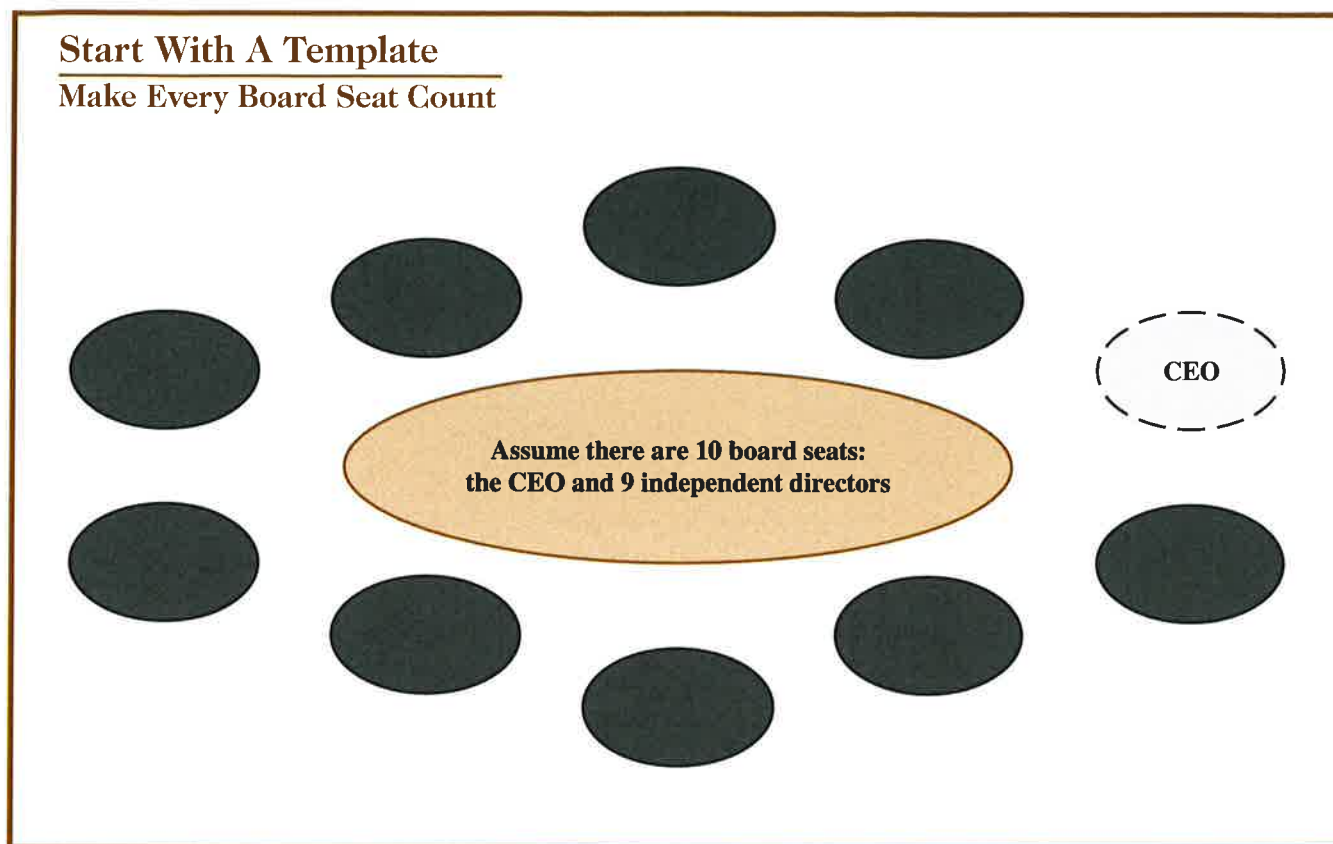 Start With A Template
Make Every Board Seat Count
CEO
Assume there are 10 board seats:
the CEO and 9 independent directors